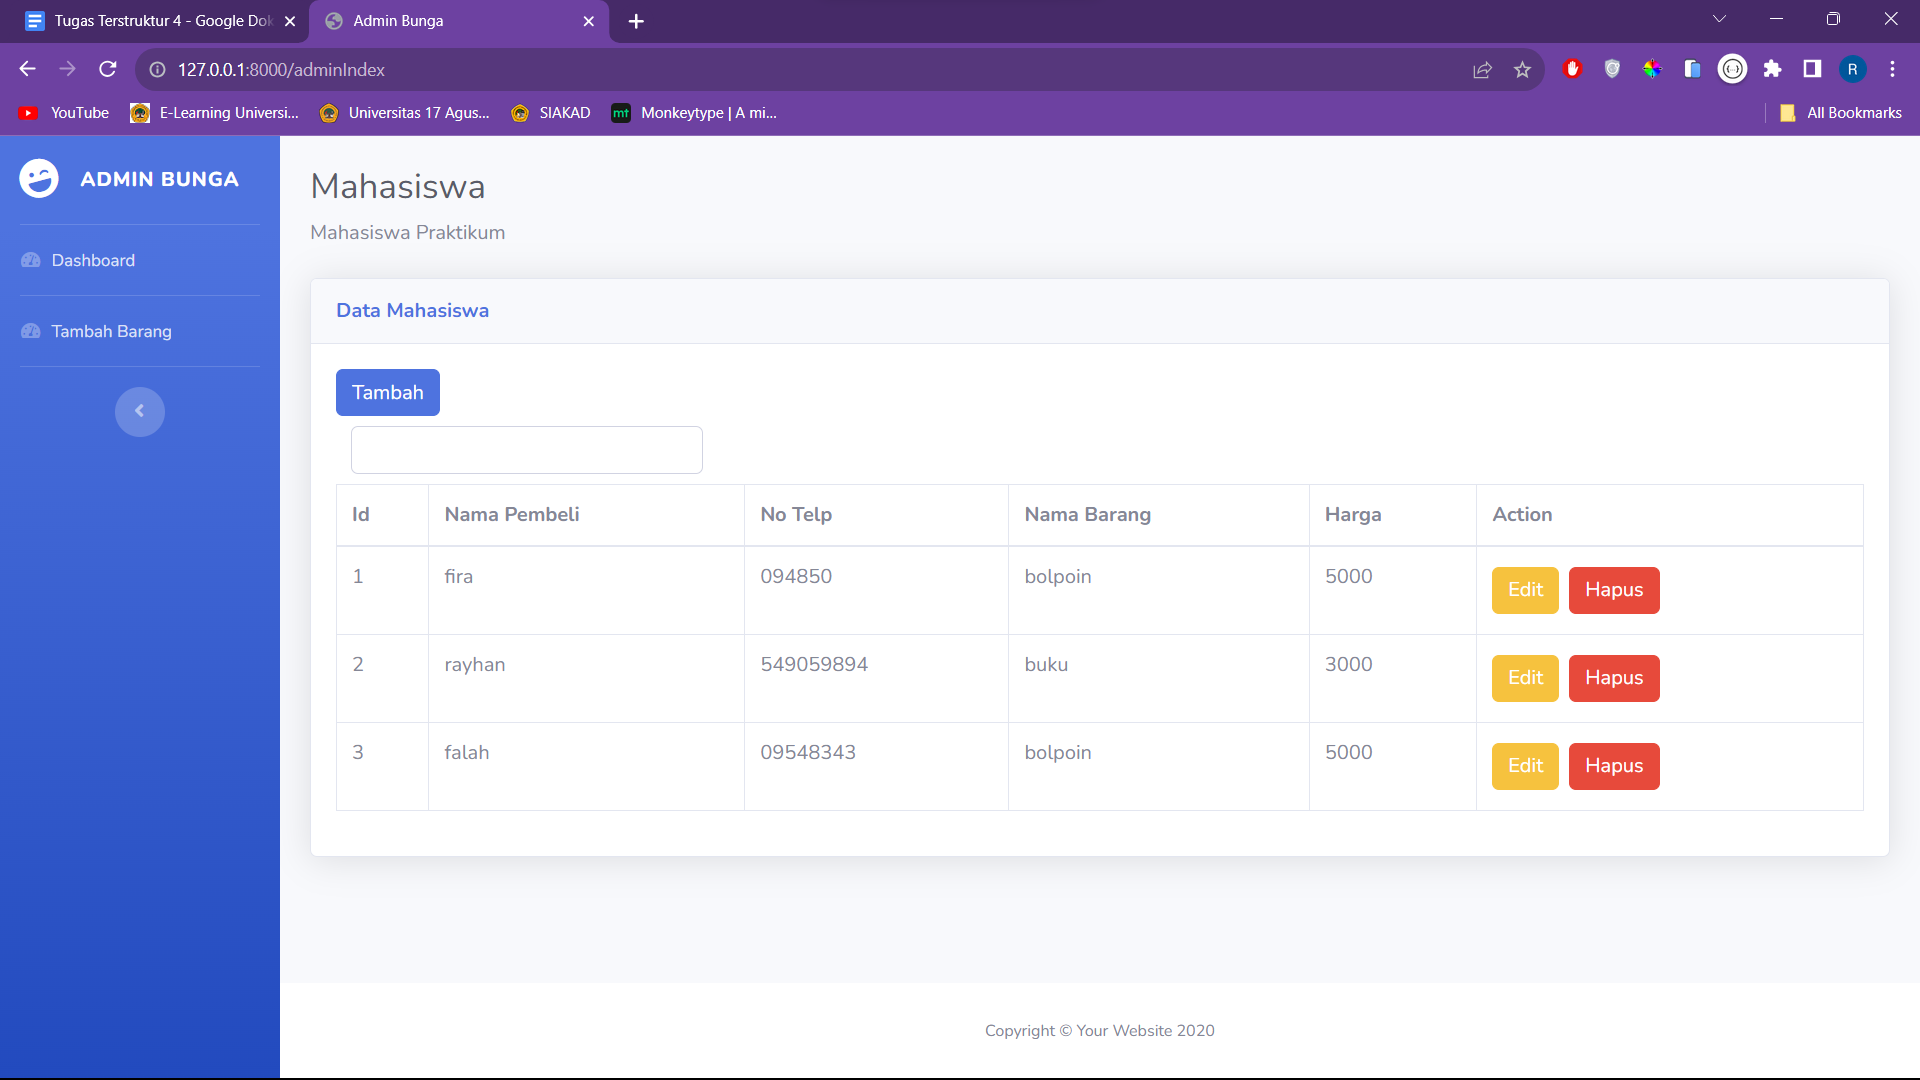 Tugas Terstruktur 4 - Google Dok
Admin Bunga
127.0.0.1:8000/adminIndex
R
YouTube
E-Learning Universi...
Universitas 17 Agus...
SIAKAD
mt
Monkeytype | A mi...
All Bookmarks
ADMIN BUNGA
Dashboard
Tambah Barang
Mahasiswa
Mahasiswa Praktikum
Data Mahasiswa
Tambah
Id Nama Pembeli No Telp Nama Barang Harga Action
1 fira 094850 bolpoin 5000 Edit Hapus
2 rayhan 549059894 buku 3000 Edit Hapus
3 falah 09548343 bolpoin 5000 Edit Hapus
Copyright © Your Website 2020